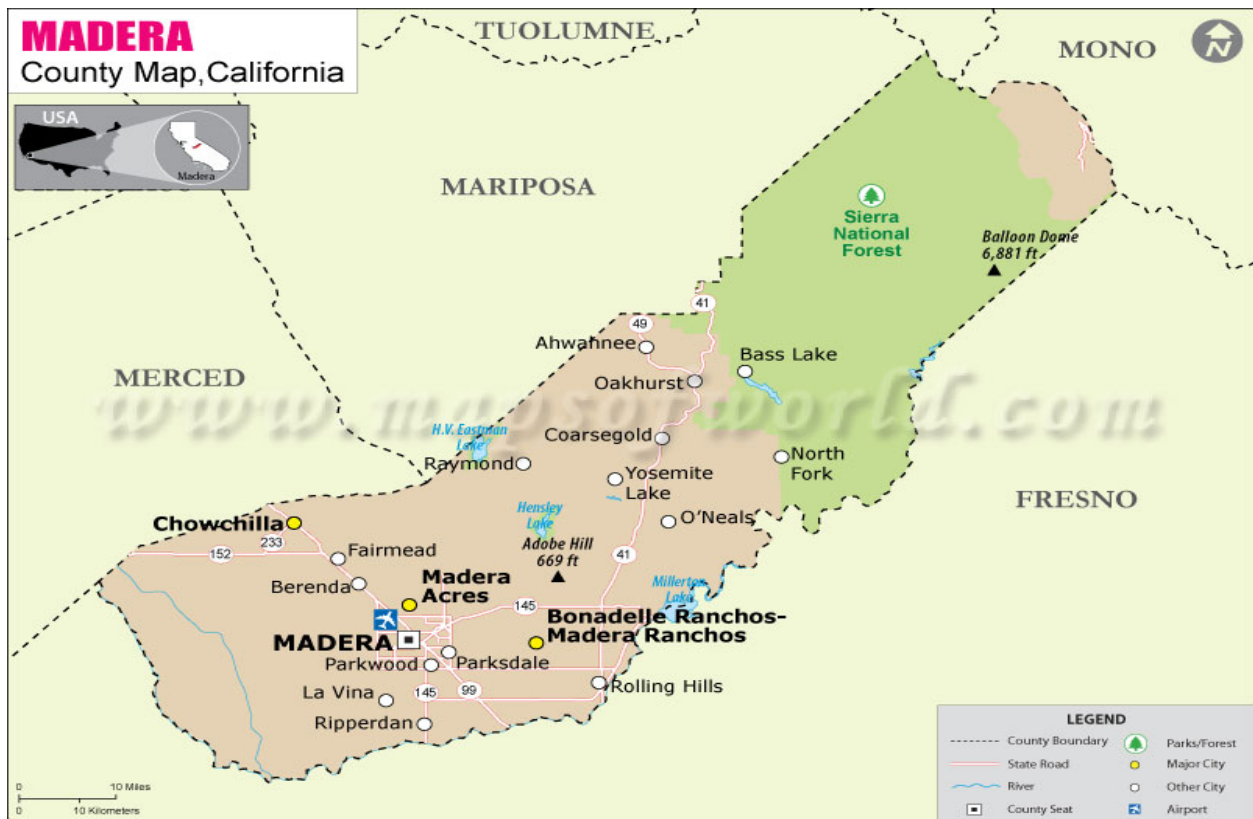 MADERA
County Map, California
TUOLUMNE
MONO
N
USA
Madera
MARIPOSA
Sierra
National
Forest
Balloon Dome
6,881 ft
41
49
Ahwahnee
Bass Lake
Oakhurst
MERCED
www.mapsofworld.com
H.V. Eastman
Lake
Coarsegold
Raymond
North
Fork
Yosemite
Lake
FRESNO
Hensley
Lake
O'Neals
Chowchilla
233
152
Fairmead
Adobe Hill
669 ft
41
Berenda
Madera
Acres
Millerton
Lake
145
Bonadelle Ranchos-
Madera Ranchos
MADERA
Parkwood
Parksdale
La Vina
145
99
Rolling Hills
Ripperdan
LEGEND
County Boundary
Parks/Forest
State Road
Major City
River
Other City
County Seat
Airport
0 10 Miles
0 10 Kilometers